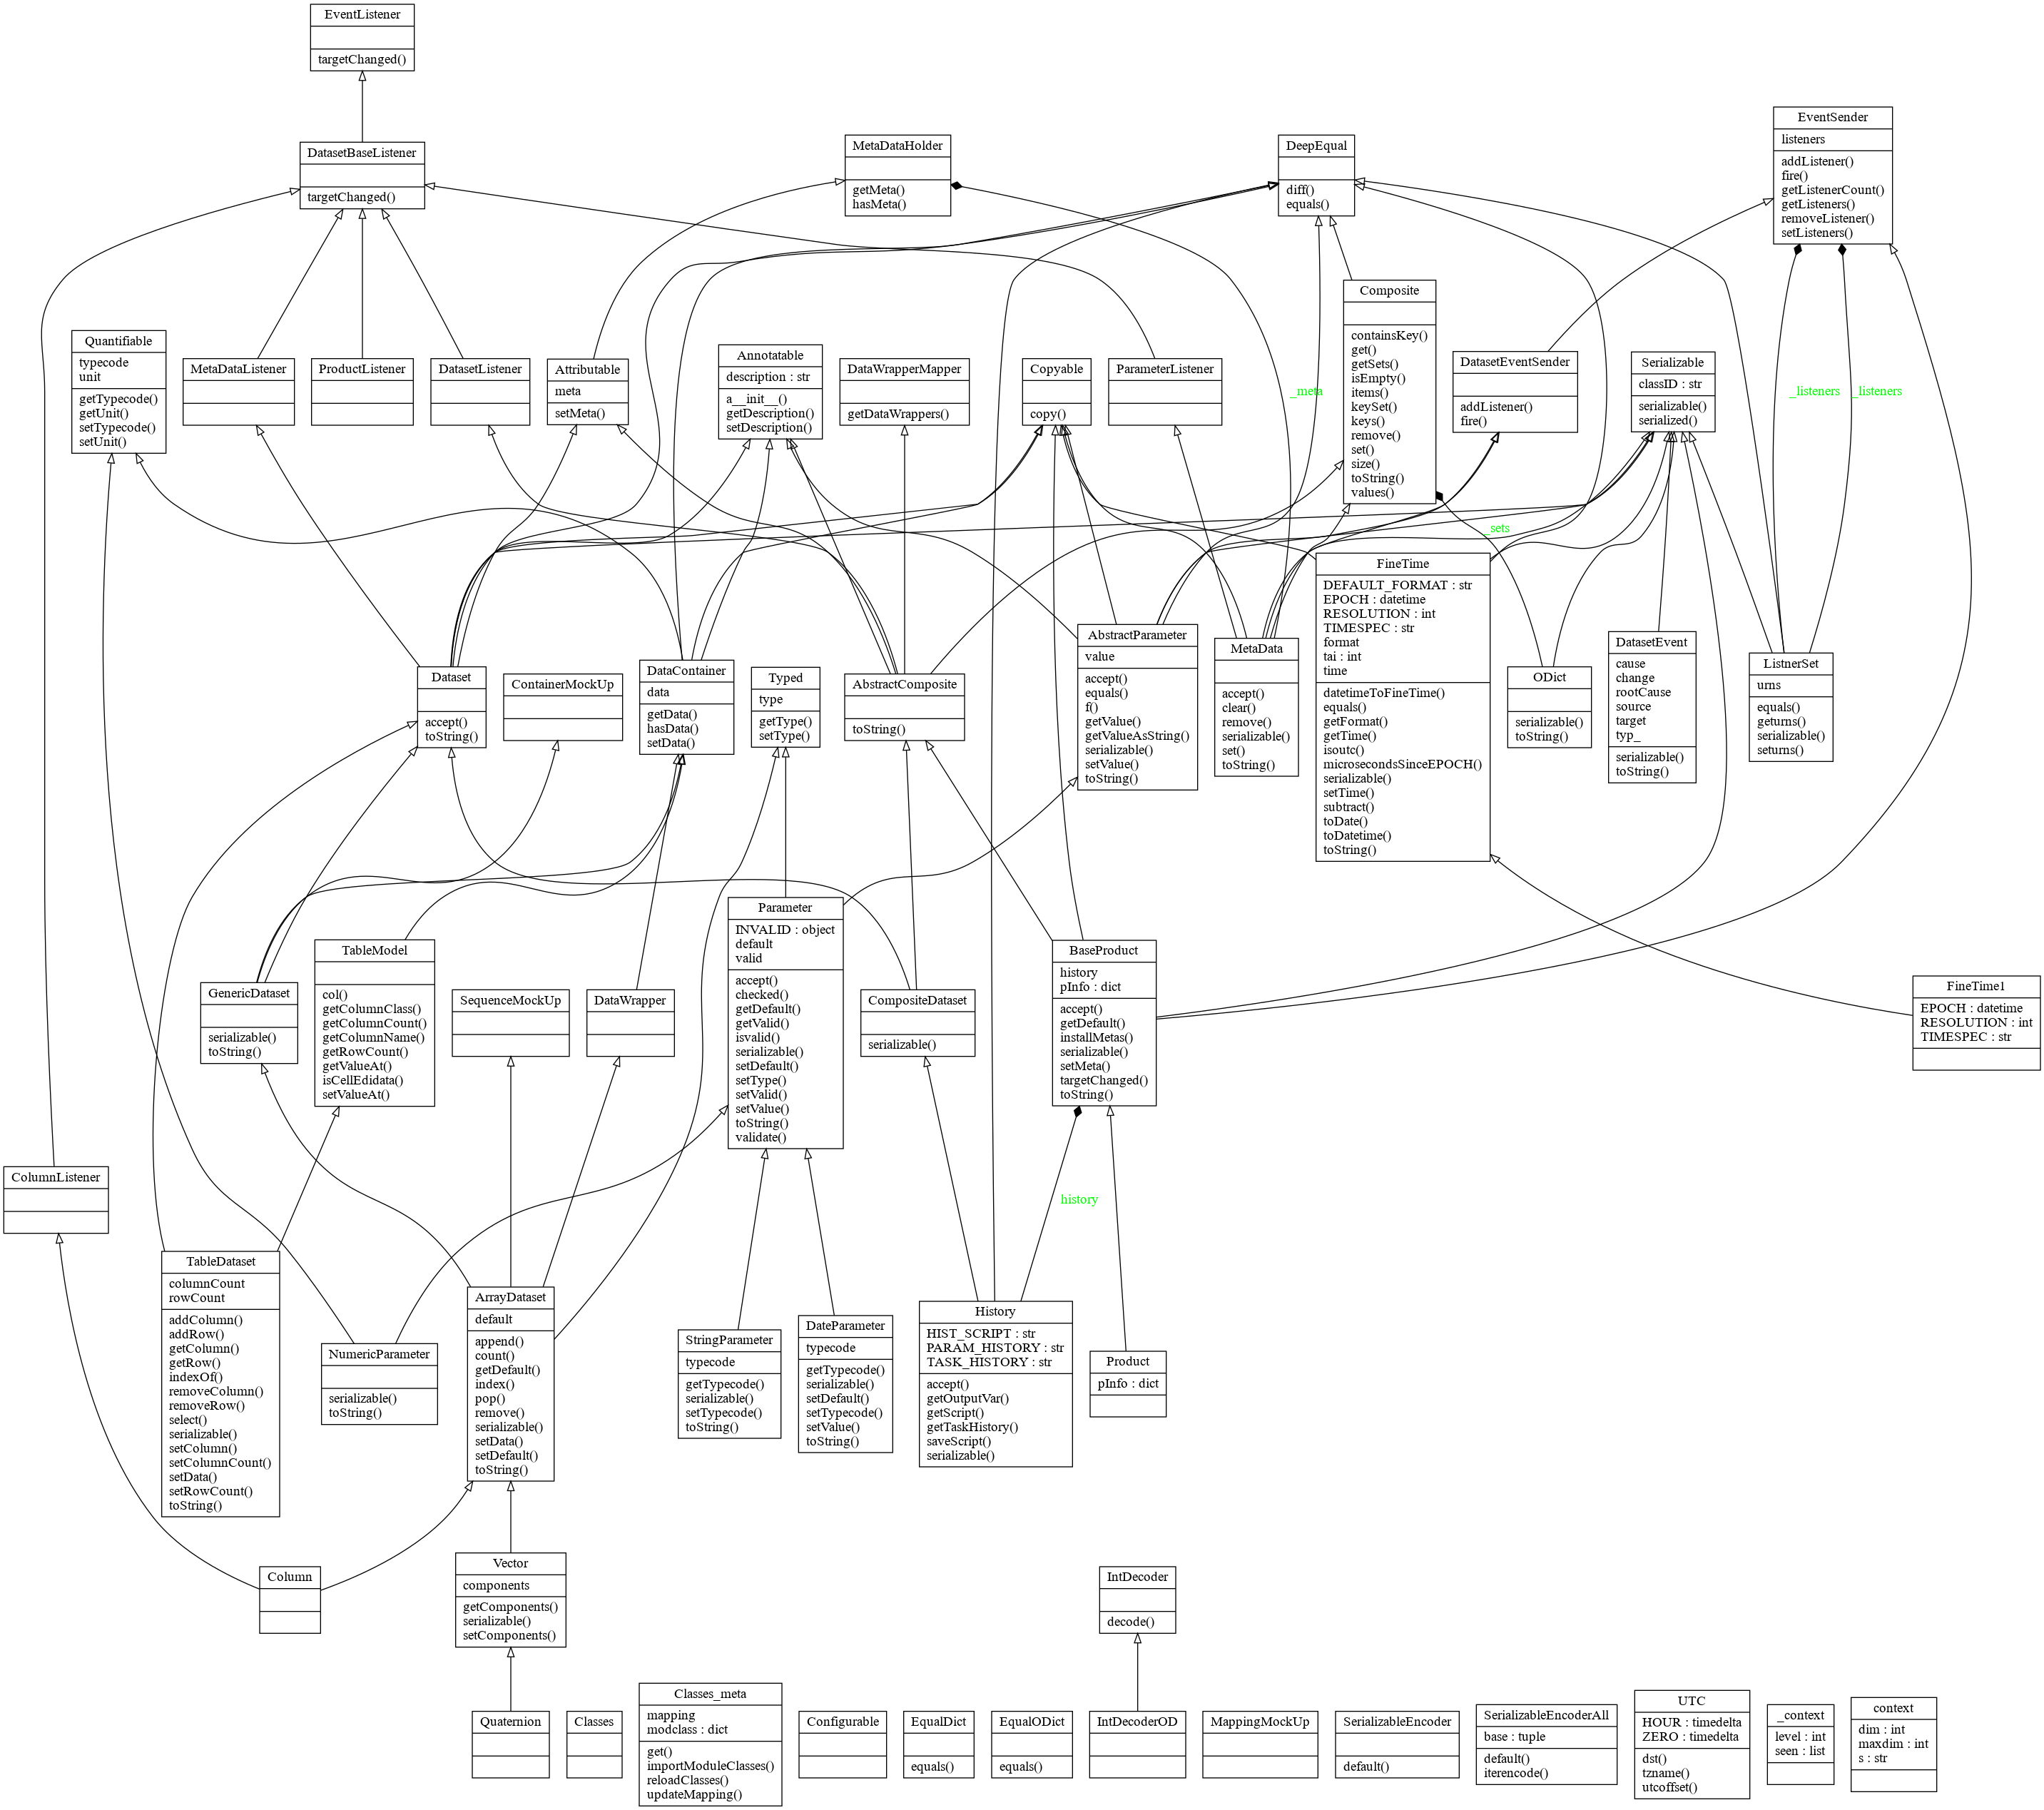 EventListener
targetChanged()
EventSender
listeners
addListener()
fire()
getListenerCount()
getListeners()
removeListener()
setListeners()
DatasetBaseListener
targetChanged()
MetaDataHolder
getMeta()
hasMeta()
DeepEqual
diff()
equals()
Composite
containsKey()
get()
getSets()
isEmpty()
items()
keySet()
keys()
remove()
set()
size()
toString()
values()
Quantifiable
typecode
unit
getTypecode()
getUnit()
setTypecode()
setUnit()
MetaDataListener
ProductListener
DatasetListener
Attributable
meta
setMeta()
Annotatable
description : str
a__init__()
getDescription()
setDescription()
DataWrapperMapper
getDataWrappers()
Copyable
copy()
ParameterListener
_meta
DatasetEventSender
addListener()
fire()
Serializable
classID : str
serializable()
serialized()
_listeners
_listeners
_sets
Dataset
accept()
toString()
ContainerMockUp
DataContainer
data
getData()
hasData()
setData()
Typed
type
getType()
setType()
AbstractComposite
toString()
AbstractParameter
value
accept()
equals()
f()
getValue()
getValueAsString()
serializable()
setValue()
toString()
MetaData
accept()
clear()
remove()
serializable()
set()
toString()
FineTime
DEFAULT_FORMAT : str
EPOCH : datetime
RESOLUTION : int
TIMESPEC : str
format
tai : int
time
datetimeToFineTime()
equals()
getFormat()
getTime()
isoutc()
microsecondsSinceEPOCH()
serializable()
setTime()
subtract()
toDate()
toDatetime()
toString()
ODict
serializable()
toString()
DatasetEvent
cause
change
rootCause
source
target
typ_
serializable()
toString()
ListnerSet
urns
equals()
geturns()
serializable()
seturns()
GenericDataset
serializable()
toString()
TableModel
col()
getColumnClass()
getColumnCount()
getColumnName()
getRowCount()
getValueAt()
isCellEdidata()
setValueAt()
SequenceMockUp
DataWrapper
Parameter
INVALID : object
default
valid
accept()
checked()
getDefault()
getValid()
isvalid()
serializable()
setDefault()
setType()
setValid()
setValue()
toString()
validate()
CompositeDataset
serializable()
BaseProduct
history
pInfo : dict
accept()
getDefault()
installMetas()
serializable()
setMeta()
targetChanged()
toString()
FineTime1
EPOCH : datetime
RESOLUTION : int
TIMESPEC : str
history
ColumnListener
TableDataset
columnCount
rowCount
addColumn()
addRow()
getColumn()
getRow()
indexOf()
removeColumn()
removeRow()
select()
serializable()
setColumn()
setColumnCount()
setData()
setRowCount()
toString()
NumericParameter
serializable()
toString()
ArrayDataset
default
append()
count()
getDefault()
index()
pop()
remove()
serializable()
setData()
setDefault()
toString()
StringParameter
typecode
getTypecode()
serializable()
setTypecode()
toString()
DateParameter
typecode
getTypecode()
serializable()
setDefault()
setTypecode()
setValue()
toString()
History
HIST_SCRIPT : str
PARAM_HISTORY : str
TASK_HISTORY : str
accept()
getOutputVar()
getScript()
getTaskHistory()
saveScript()
serializable()
Product
pInfo : dict
Column
Vector
components
getComponents()
serializable()
setComponents()
IntDecoder
decode()
Quaternion
Classes
Classes_meta
mapping
modclass : dict
get()
importModuleClasses()
reloadClasses()
updateMapping()
Configurable
EqualDict
equals()
EqualODict
equals()
IntDecoderOD
MappingMockUp
SerializableEncoder
default()
SerializableEncoderAll
base : tuple
default()
iterencode()
UTC
HOUR : timedelta
ZERO : timedelta
dst()
tzname()
utcoffset()
_context
level : int
seen : list
context
dim : int
maxdim : int
s : str